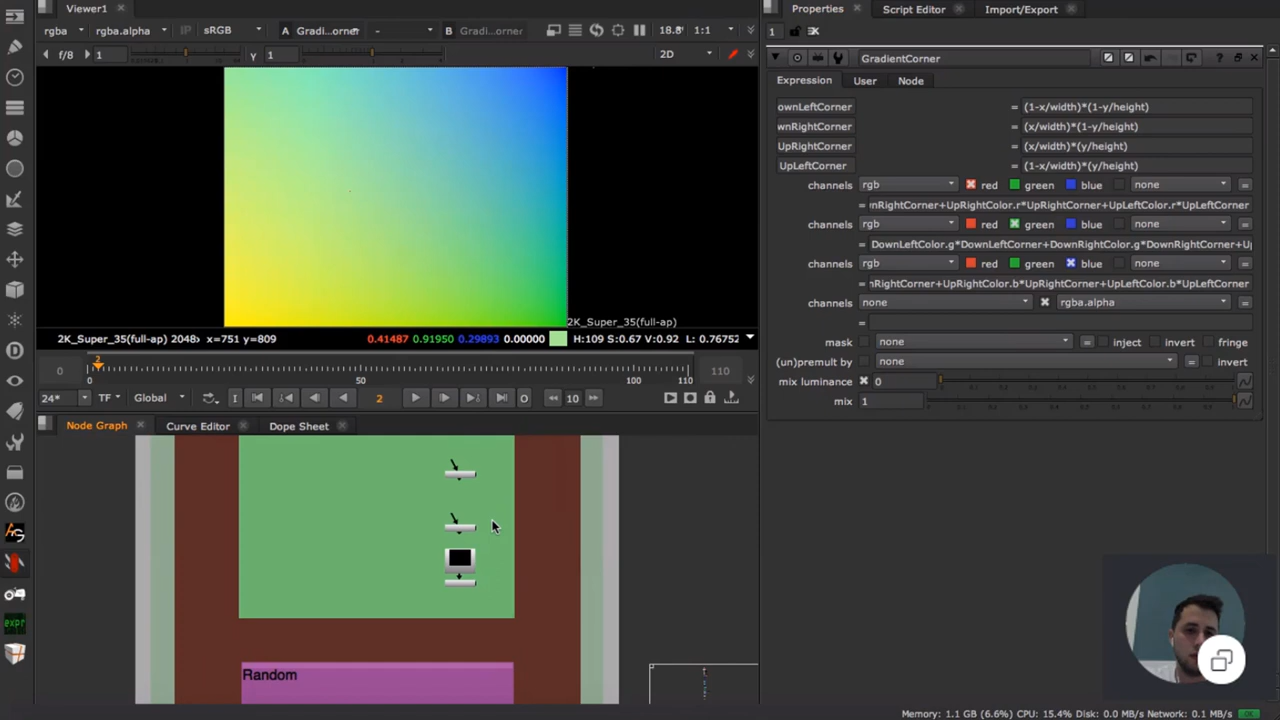 Viewer1
Properties
Script Editor
Import/Export
rgba
rgba.alpha
IP
sRGB
A Gradi...orner
-
B Gradi...orner
18.8
1:1
1
f/8
1
Y
1
2D
GradientCorner
?
Expression
User
Node
ownLeftCorner
= (1-x/width)*(1-y/height)
wnRightCorner
= (x/width)*(1-y/height)
UpRightCorner
= (x/width)*(y/height)
UpLeftCorner
= (1-x/width)*(y/height)
channels
rgb
red
green
blue
none
=
= nRightCorner+UpRightColor.r*UpRightCorner+UpLeftColor.r*UpLeftCorner
channels
rgb
red
green
blue
none
=
= DownLeftColor.g*DownLeftCorner+DownRightColor.g*DownRightCorner+U
channels
rgb
red
green
blue
none
=
= RightCorner+UpRightColor.b*UpRightCorner+UpLeftColor.b*UpLeftCorner
channels
none
rgba.alpha
=
=
mask
none
=
inject
invert
fringe
(un)premult by
none
=
invert
mix luminance
0
mix
1
2K_Super_35(full-ap)
2K_Super_35(full-ap) 2048x
x=751 y=809
0.41487
0.91950
0.29893
0.00000
H:109 S:0.67 V:0.92
L: 0.76752
0
2
110
0
50
100
110
24*
TF
Global
I
2
O
10
Node Graph
Curve Editor
Dope Sheet
Random
expr
Memory: 1.1 GB (6.6%) CPU: 15.4% Disk: 0.0 MB/s Network: 0.1 MB/s